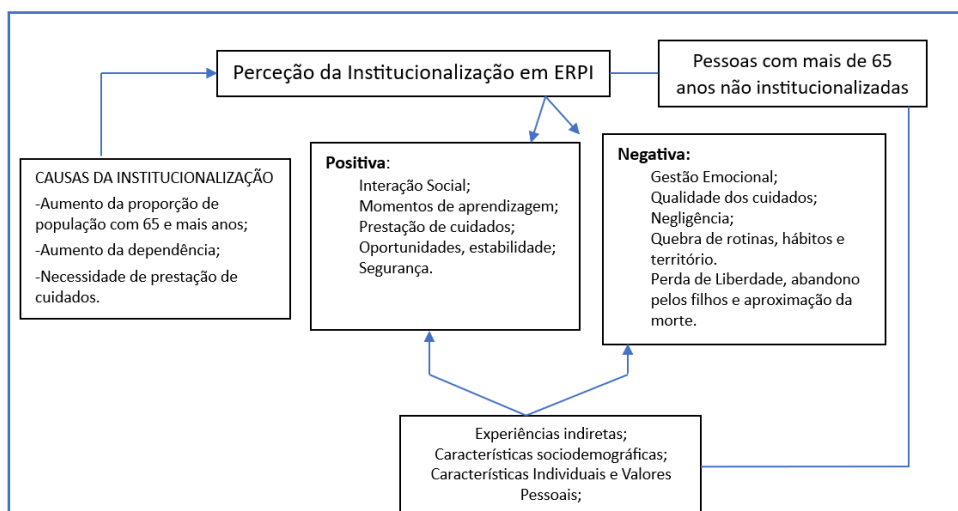 Perceção da Institucionalização em ERPI
Pessoas com mais de 65
anos não institucionalizadas
CAUSAS DA INSTITUCIONALIZAÇÃO
-Aumento da proporção de
população com 65 e mais anos;
-Aumento da dependência;
-Necessidade de prestação de
cuidados.
Positiva:
Interação Social;
Momentos de aprendizagem;
Prestação de cuidados;
Oportunidades, estabilidade;
Segurança.
Negativa:
Gestão Emocional;
Qualidade dos cuidados;
Negligência;
Quebra de rotinas, hábitos e
território.
Perda de Liberdade, abandono
pelos filhos e aproximação da
morte.
Experiências indiretas;
Características sociodemográficas;
Características Individuais e Valores
Pessoais;